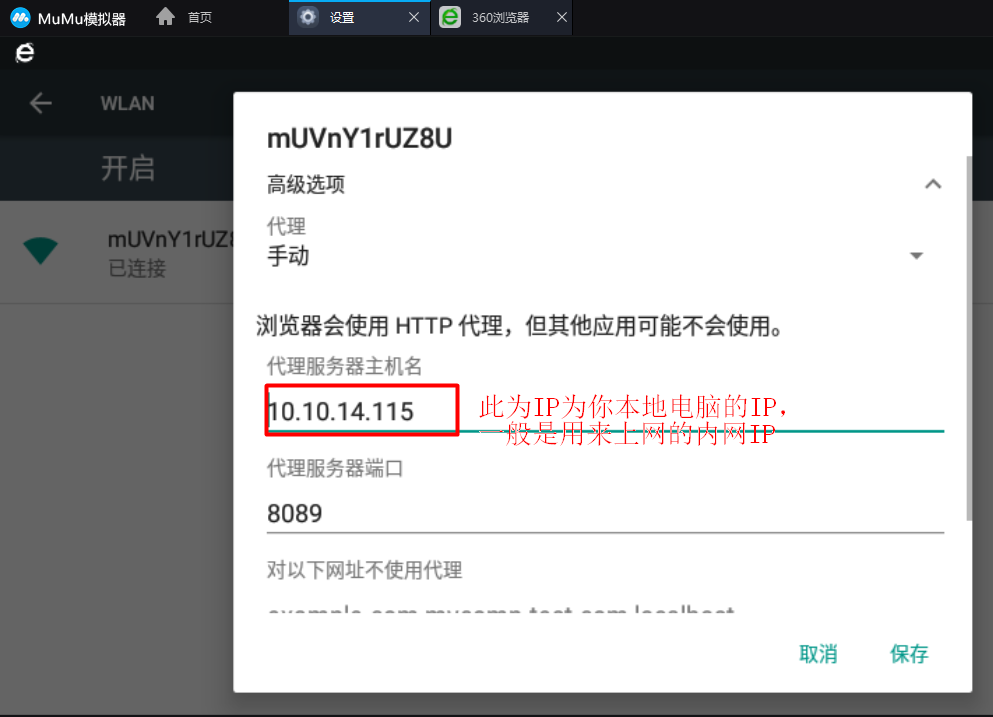 MuMu模拟器 首页 设置 360浏览器
WLAN
开启
mUVnY1rUZ8
已连接
mUVnY1rUZ8U
高级选项
代理
手动
浏览器会使用 HTTP 代理，但其他应用可能不会使用。
代理服务器主机名
10.10.14.115
此为IP为你本地电脑的IP，
一般是用来上网的内网IP
代理服务器端口
8089
对以下网址不使用代理
example.com,mycomp.test.com,localhost
取消 保存